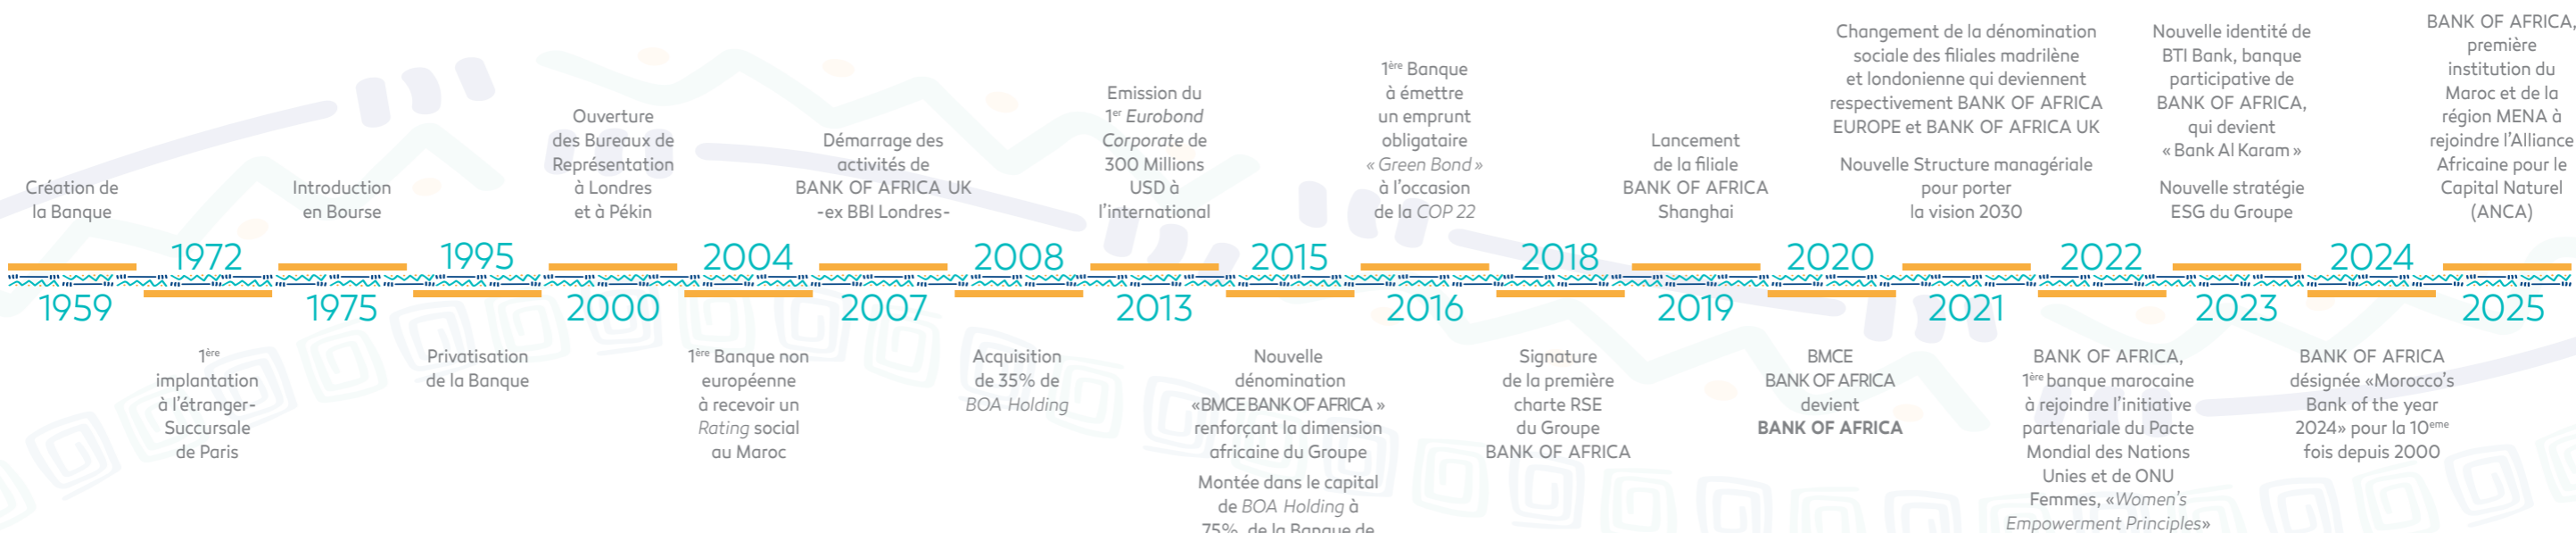 Création de
la Banque
1959
1972
1ère
implantation
à l'étranger-
Succursale
de Paris
Introduction
en Bourse
1975
1995
Privatisation
de la Banque
Ouverture
des Bureaux de
Représentation
à Londres
et à Pékin
2000
2004
1ère Banque non
européenne
à recevoir un
Rating social
au Maroc
Démarrage des
activités de
BANK OF AFRICA UK
-ex BBI Londres-
2007
2008
Acquisition
de 35% de
BOA Holding
Emission du
1er Eurobond
Corporate de
300 Millions
USD à
l'international
2013
2015
Nouvelle
dénomination
«BMCE BANK OF AFRICA »
renforçant la dimension
africaine du Groupe
Montée dans le capital
de BOA Holding à
75%, de la Banque de
1ère Banque
à émettre
un emprunt
obligataire
« Green Bond »
à l'occasion
de la COP 22
2016
2018
Signature
de la première
charte RSE
du Groupe
BANK OF AFRICA
Lancement
de la filiale
BANK OF AFRICA
Shanghai
2019
2020
BMCE
BANK OF AFRICA
devient
BANK OF AFRICA
Changement de la dénomination
sociale des filiales madrilène
et londonienne qui deviennent
respectivement BANK OF AFRICA
EUROPE et BANK OF AFRICA UK
Nouvelle Structure managériale
pour porter
la vision 2030
2021
2022
BANK OF AFRICA,
1ère banque marocaine
à rejoindre l'initiative
partenariale du Pacte
Mondial des Nations
Unies et de ONU
Femmes, «Women's
Empowerment Principles»
Nouvelle identité de
BTI Bank, banque
participative de
BANK OF AFRICA,
qui devient
« Bank Al Karam »
Nouvelle stratégie
ESG du Groupe
2023
2024
BANK OF AFRICA
désignée «Morocco's
Bank of the year
2024» pour la 10eme
fois depuis 2000
BANK OF AFRICA,
première
institution du
Maroc et de la
région MENA à
rejoindre l'Alliance
Africaine pour le
Capital Naturel
(ANCA)
2025